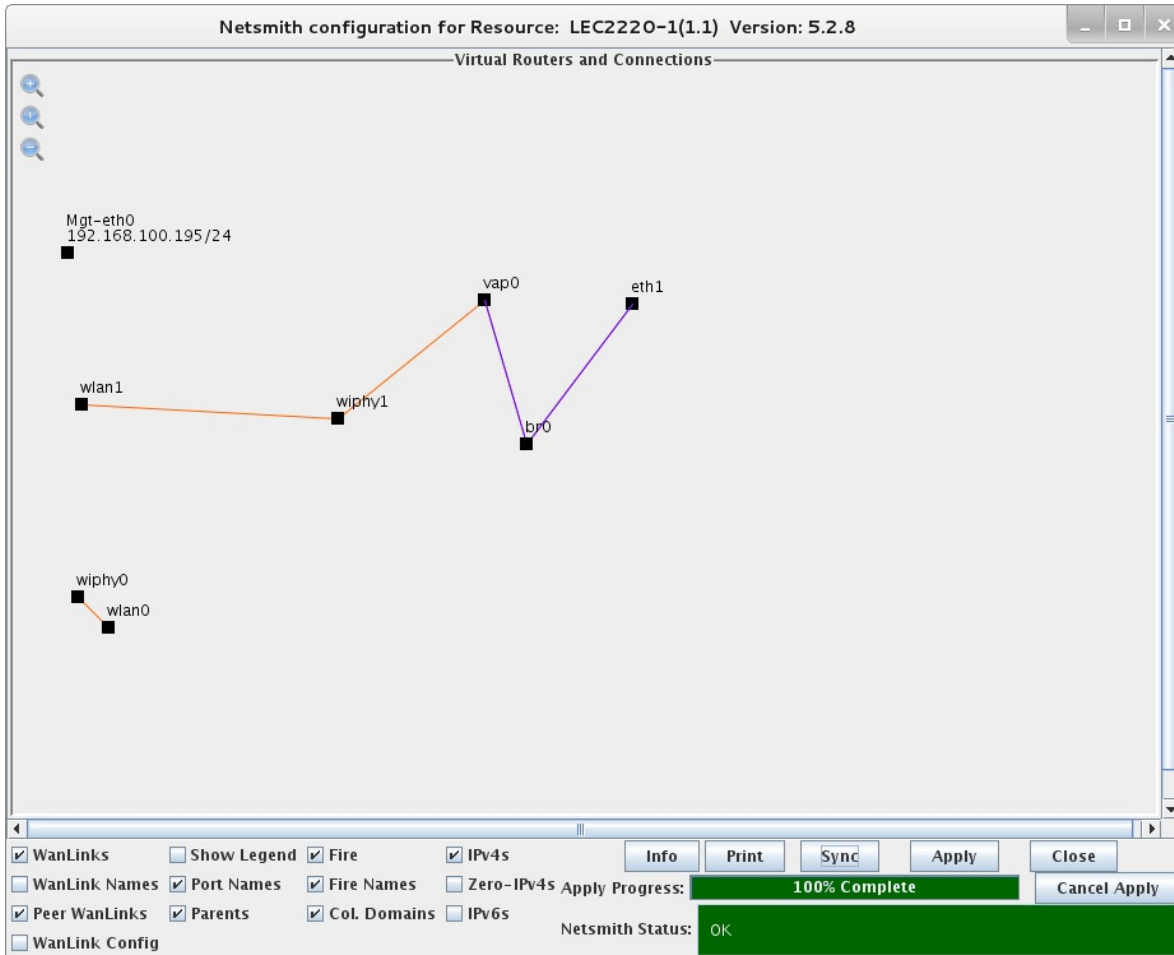 Netsmith configuration for Resource: LEC2220-1(1.1) Version: 5.2.8
Virtual Routers and Connections
Mgt-eth0
192.168.100.195/24
vap0
eth1
wlan1
wiphy1
br0
wiphy0
wlan0
WanLinks Show Legend Fire IPv4s Info Print Sync Apply Close
WanLink Names Port Names Fire Names Zero-IPv4s Apply Progress: 100% Complete Cancel Apply
Peer WanLinks Parents Col. Domains IPv6s Netsmith Status: OK
WanLink Config